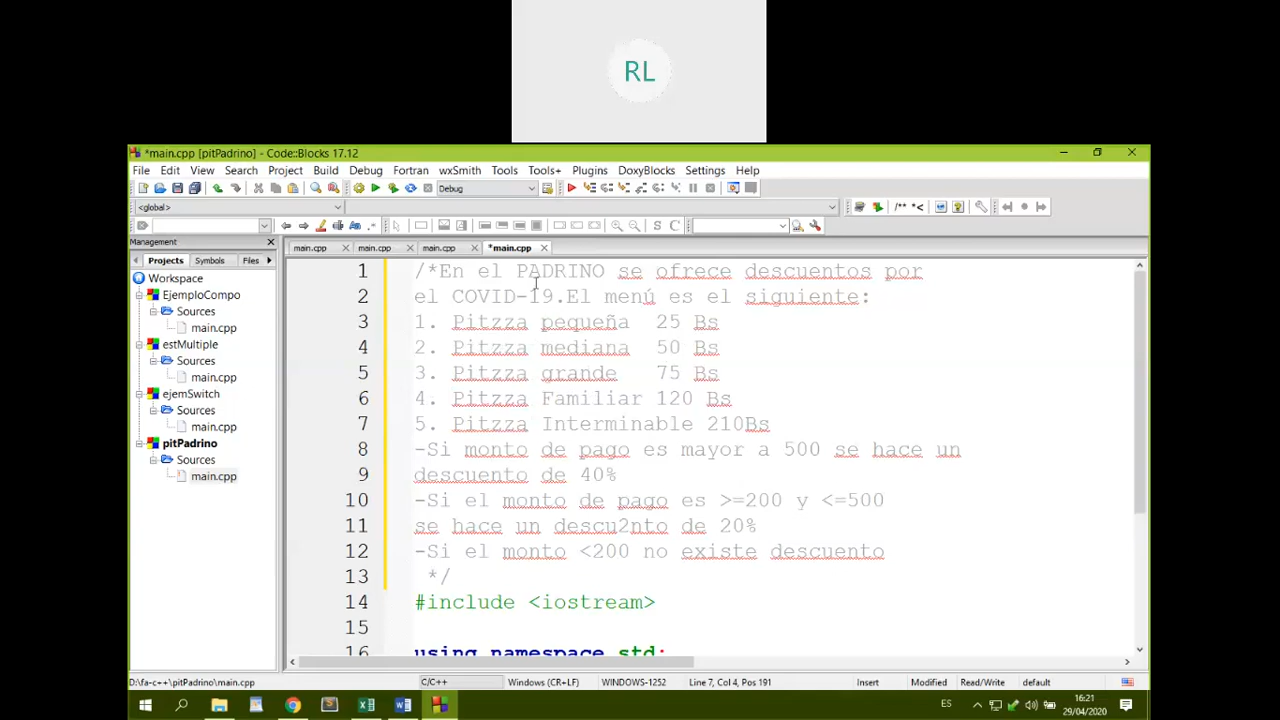 RL
*main.cpp [pitPadrino] - Code::Blocks 17.12
File Edit View Search Project Build Debug Fortran wxSmith Tools Tools+ Plugins DoxyBlocks Settings Help
Debug
<global>
/** *<
Management
main.cpp main.cpp main.cpp *main.cpp
Projects Symbols Files
Workspace
EjemploCompo
Sources
main.cpp
estMultiple
Sources
main.cpp
ejemSwitch
Sources
main.cpp
pitPadrino
Sources
main.cpp
1 /*En el PADRINO se ofrece descuentos por
2 el COVID-19.El menú es el siguiente:
3 1. Pitzza pequeña 25 Bs
4 2. Pitzza mediana 50 Bs
5 3. Pitzza grande 75 Bs
6 4. Pitzza Familiar 120 Bs
7 5. Pitzza Interminable 210Bs
8 -Si monto de pago es mayor a 500 se hace un
9 descuento de 40%
10 -Si el monto de pago es >=200 y <=500
11 se hace un descu2nto de 20%
12 -Si el monto <200 no existe descuento
13 */
14 #include <iostream>
15
16 using namespace std;
D:\fa-c++\pitPadrino\main.cpp C/C++ Windows (CR+LF) WINDOWS-1252 Line 7, Col 4, Pos 191 Insert Modified Read/Write default
ES 16:21
29/04/2020